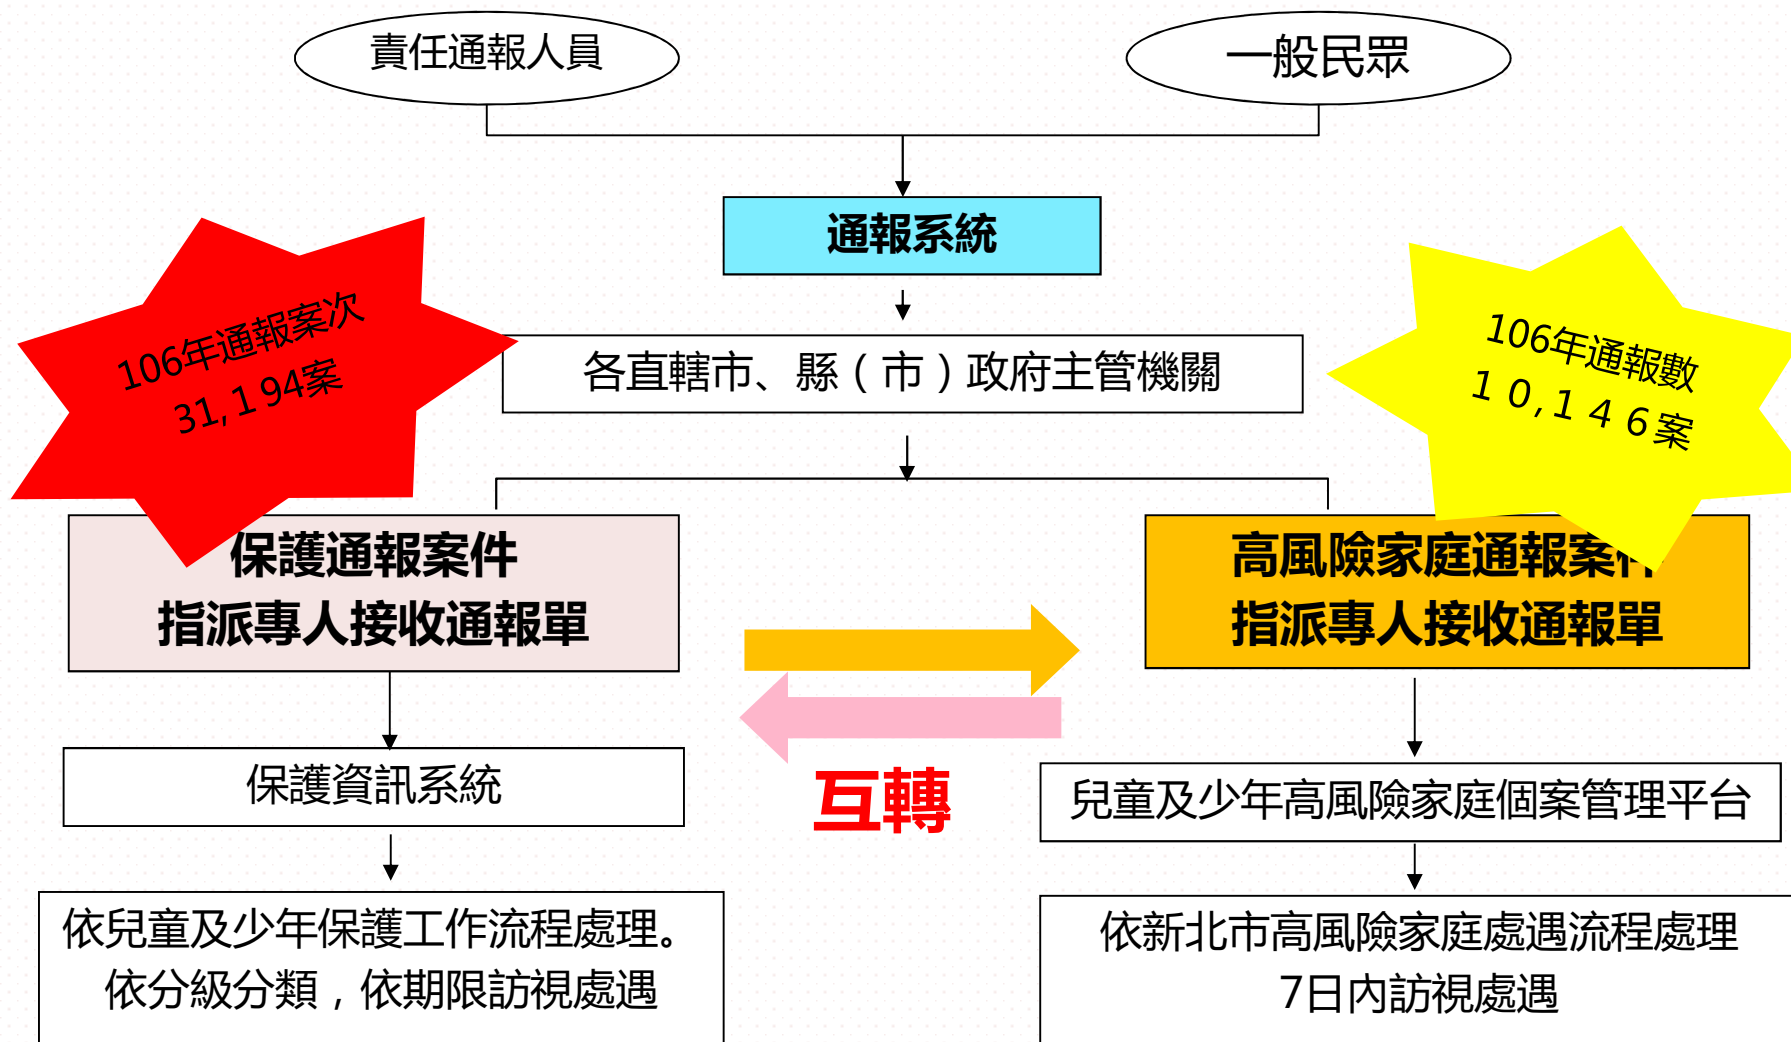 責任通報人員
一般民眾
通報系統
106年通報案次
31,１94案
106年通報數
１０,１４６案
各直轄市、縣（市）政府主管機關
保護通報案件
指派專人接收通報單
高風險家庭通報案件
指派專人接收通報單
互轉
保護資訊系統
兒童及少年高風險家庭個案管理平台
依兒童及少年保護工作流程處理。
依分級分類，依期限訪視處遇
依新北市高風險家庭處遇流程處理
7日內訪視處遇